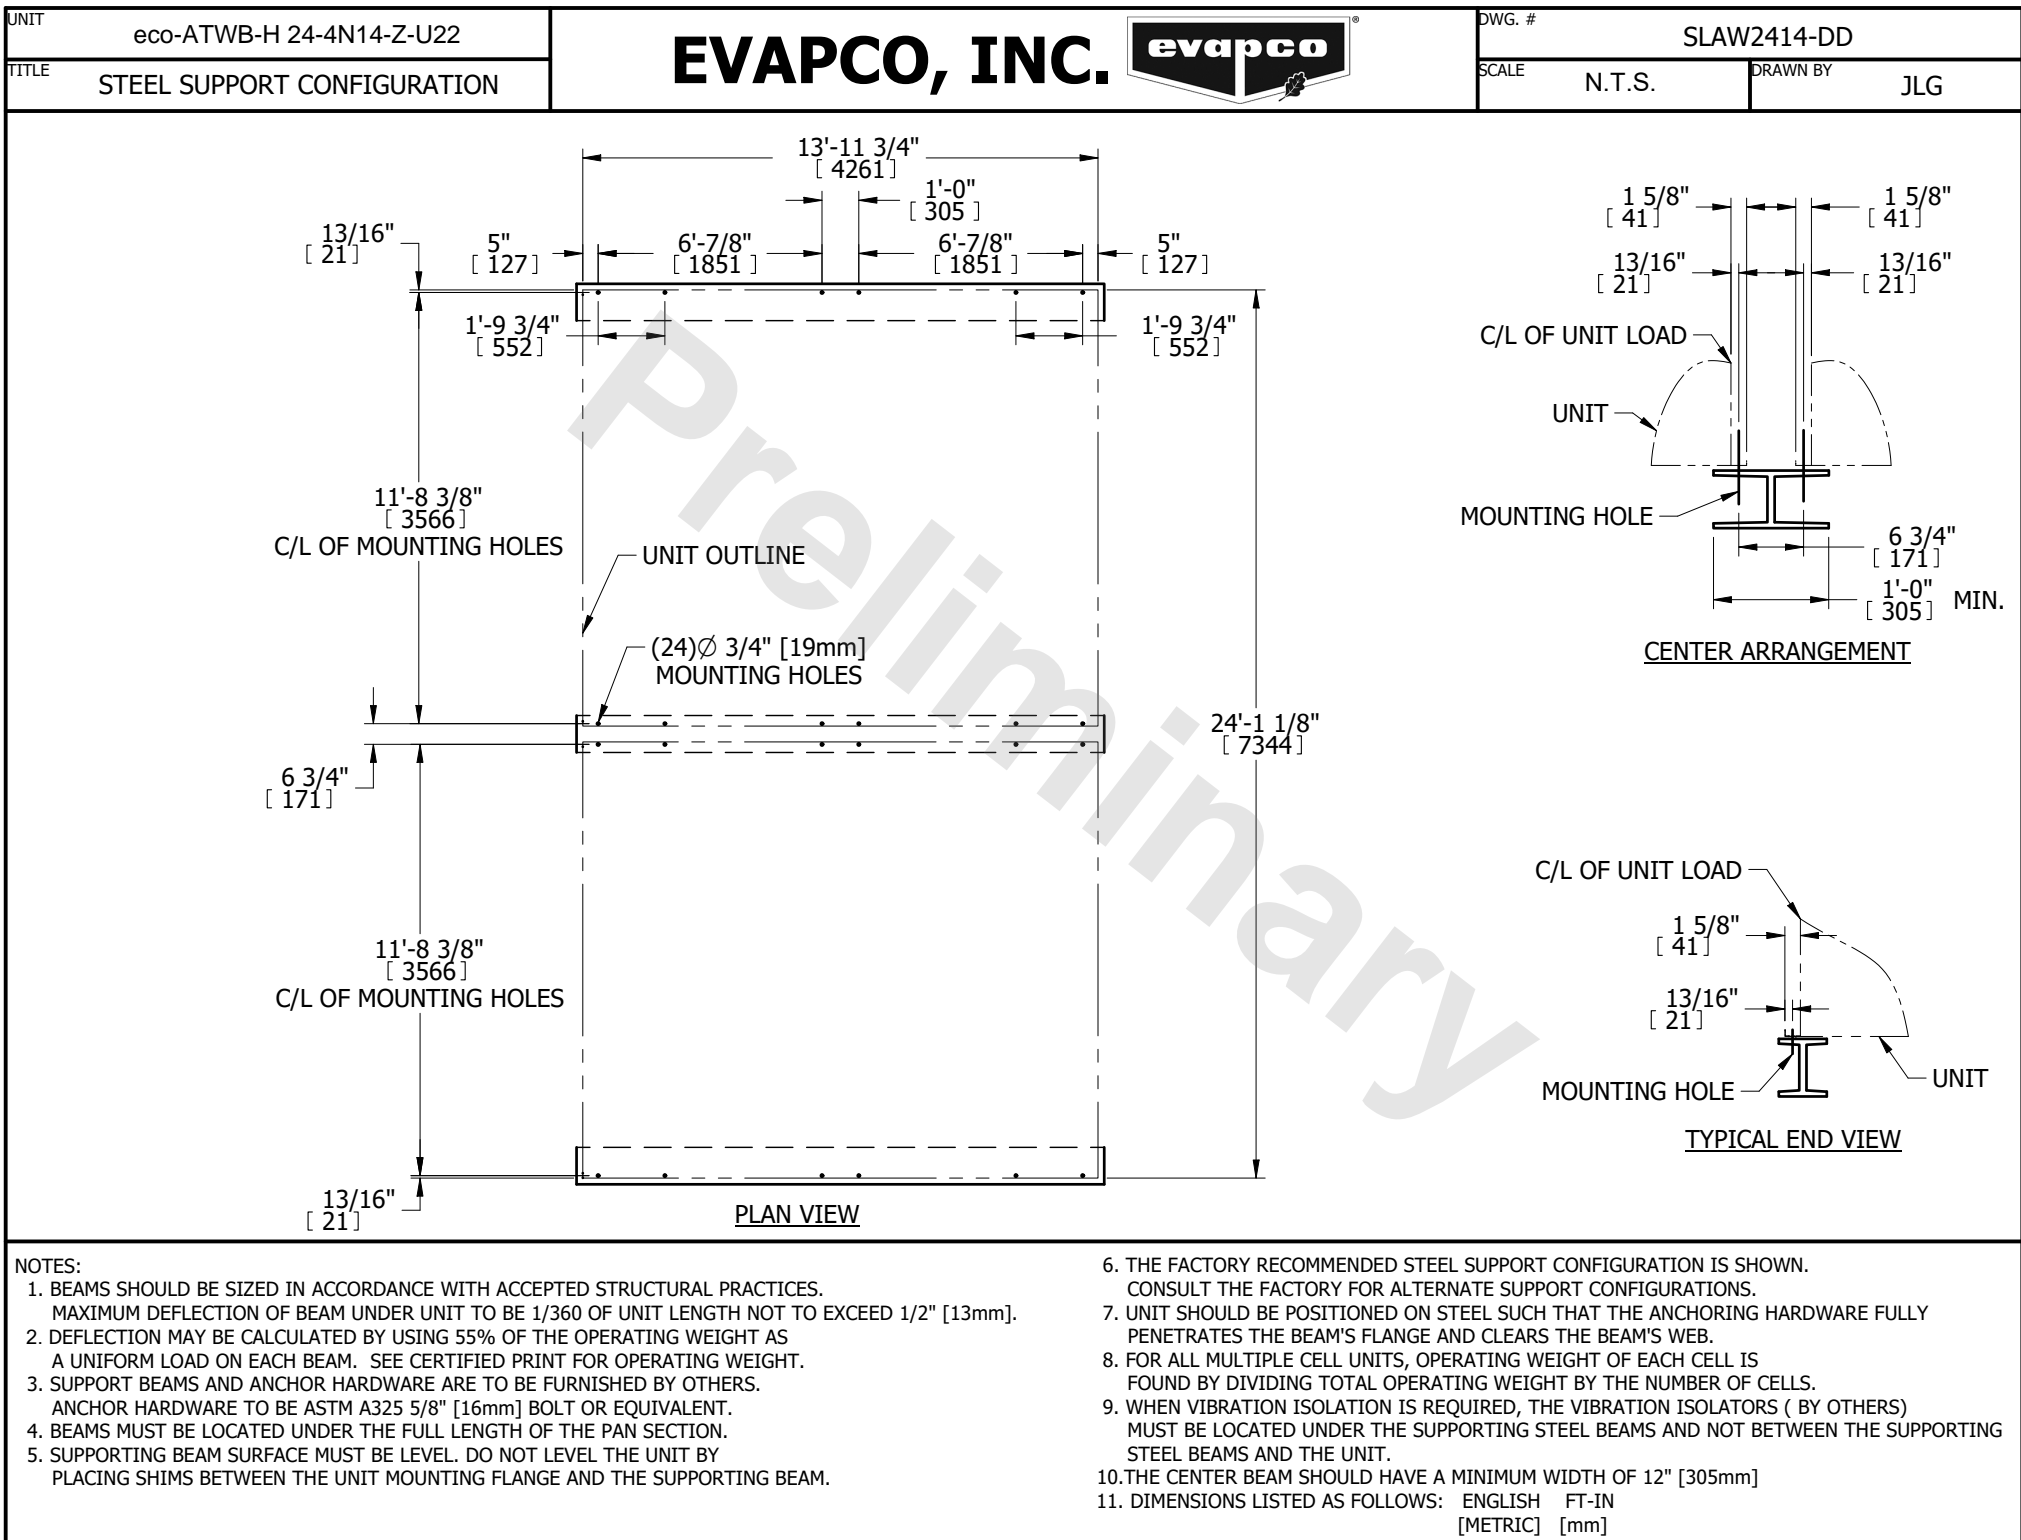 UNIT
eco-ATWB-H 24-4N14-Z-U22
TITLE
STEEL SUPPORT CONFIGURATION
EVAPCO, INC.
evapco
®
DWG. #
SLAW2414-DD
SCALE
N.T.S.
DRAWN BY
JLG
13'-11 3/4"
[ 4261 ]
1'-0"
[ 305 ]
13/16"
[ 21 ]
5"
[ 127 ]
6'-7/8"
[ 1851 ]
6'-7/8"
[ 1851 ]
5"
[ 127 ]
1'-9 3/4"
[ 552 ]
1'-9 3/4"
[ 552 ]
11'-8 3/8"
[ 3566 ]
C/L OF MOUNTING HOLES
UNIT OUTLINE
(24)∅ 3/4" [19mm]
MOUNTING HOLES
6 3/4"
[ 171 ]
24'-1 1/8"
[ 7344 ]
11'-8 3/8"
[ 3566 ]
C/L OF MOUNTING HOLES
13/16"
[ 21 ]
PLAN VIEW
Preliminary
1 5/8"
[ 41 ]
1 5/8"
[ 41 ]
13/16"
[ 21 ]
13/16"
[ 21 ]
C/L OF UNIT LOAD
UNIT
MOUNTING HOLE
6 3/4"
[ 171 ]
1'-0"
[ 305 ] MIN.
CENTER ARRANGEMENT
C/L OF UNIT LOAD
1 5/8"
[ 41 ]
13/16"
[ 21 ]
MOUNTING HOLE
UNIT
TYPICAL END VIEW
NOTES:
1. BEAMS SHOULD BE SIZED IN ACCORDANCE WITH ACCEPTED STRUCTURAL PRACTICES.
MAXIMUM DEFLECTION OF BEAM UNDER UNIT TO BE 1/360 OF UNIT LENGTH NOT TO EXCEED 1/2" [13mm].
2. DEFLECTION MAY BE CALCULATED BY USING 55% OF THE OPERATING WEIGHT AS
A UNIFORM LOAD ON EACH BEAM. SEE CERTIFIED PRINT FOR OPERATING WEIGHT.
3. SUPPORT BEAMS AND ANCHOR HARDWARE ARE TO BE FURNISHED BY OTHERS.
ANCHOR HARDWARE TO BE ASTM A325 5/8" [16mm] BOLT OR EQUIVALENT.
4. BEAMS MUST BE LOCATED UNDER THE FULL LENGTH OF THE PAN SECTION.
5. SUPPORTING BEAM SURFACE MUST BE LEVEL. DO NOT LEVEL THE UNIT BY
PLACING SHIMS BETWEEN THE UNIT MOUNTING FLANGE AND THE SUPPORTING BEAM.
6. THE FACTORY RECOMMENDED STEEL SUPPORT CONFIGURATION IS SHOWN.
CONSULT THE FACTORY FOR ALTERNATE SUPPORT CONFIGURATIONS.
7. UNIT SHOULD BE POSITIONED ON STEEL SUCH THAT THE ANCHORING HARDWARE FULLY
PENETRATES THE BEAM'S FLANGE AND CLEARS THE BEAM'S WEB.
8. FOR ALL MULTIPLE CELL UNITS, OPERATING WEIGHT OF EACH CELL IS
FOUND BY DIVIDING TOTAL OPERATING WEIGHT BY THE NUMBER OF CELLS.
9. WHEN VIBRATION ISOLATION IS REQUIRED, THE VIBRATION ISOLATORS ( BY OTHERS)
MUST BE LOCATED UNDER THE SUPPORTING STEEL BEAMS AND NOT BETWEEN THE SUPPORTING
STEEL BEAMS AND THE UNIT.
10.THE CENTER BEAM SHOULD HAVE A MINIMUM WIDTH OF 12" [305mm]
11. DIMENSIONS LISTED AS FOLLOWS: ENGLISH FT-IN
[METRIC] [mm]